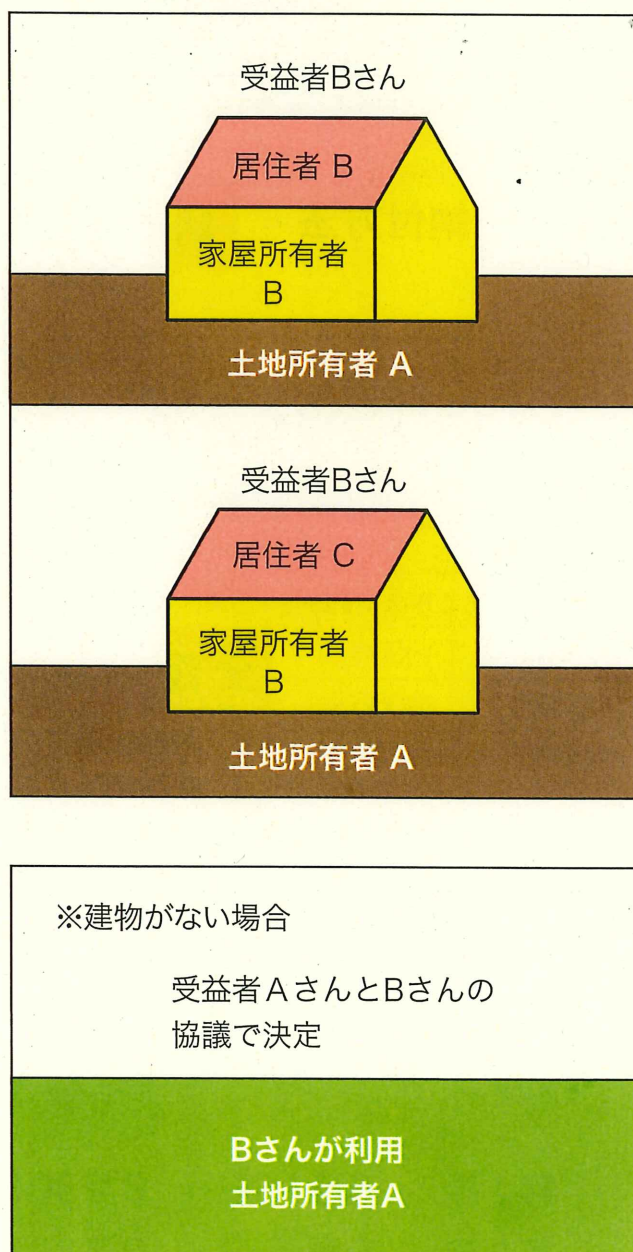 受益者Bさん
居住者 B
家屋所有者
B
土地所有者 A
受益者Bさん
居住者 C
家屋所有者
B
土地所有者 A
※建物がない場合
受益者AさんとBさんの
協議で決定
Bさんが利用
土地所有者A